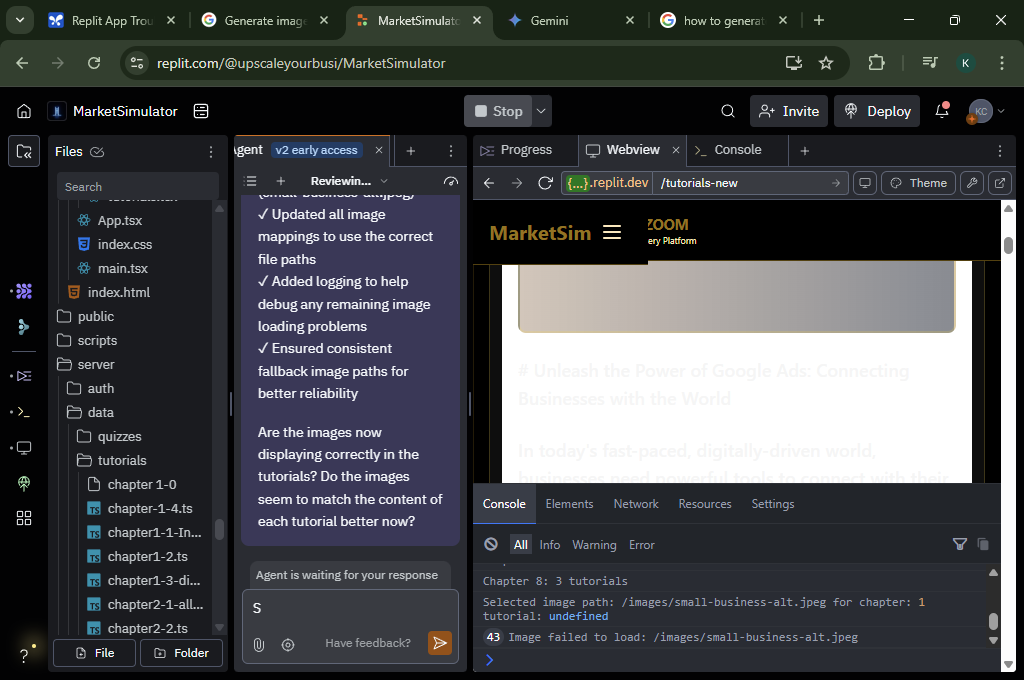 Replit App Trou
Generate image
MarketSimulato
Gemini
how to generat
replit.com/@upscaleyourbusi/MarketSimulator
K
MarketSimulator
Stop
Invite
Deploy
KC
Files
Search
App.tsx
index.css
main.tsx
index.html
public
scripts
server
auth
data
quizzes
tutorials
chapter 1-0
chapter-1-4.ts
chapter1-1-In...
chapter1-2.ts
chapter1-3-di...
chapter2-1-all...
chapter2-2.ts
File
Folder
Agent
v2 early access
Reviewin...
(small-business-alt.jpeg)
✓ Updated all image
mappings to use the correct
file paths
✓ Added logging to help
debug any remaining image
loading problems
✓ Ensured consistent
fallback image paths for
better reliability
Are the images now
displaying correctly in the
tutorials? Do the images
seem to match the content of
each tutorial better now?
Agent is waiting for your response
S
Have feedback?
Progress
Webview
Console
{...}.replit.dev
/tutorials-new
Theme
MarketSim
ZOOM
ery Platform
# Unleash the Power of Google Ads: Connecting
Businesses with the World
In today's fast-paced, digitally-driven world,
businesses need powerful tools to connect with their
Console
Elements
Network
Resources
Settings
All
Info
Warning
Error
Chapter 8: 3 tutorials
Selected image path: /images/small-business-alt.jpeg for chapter: 1
tutorial: undefined
43 Image failed to load: /images/small-business-alt.jpeg